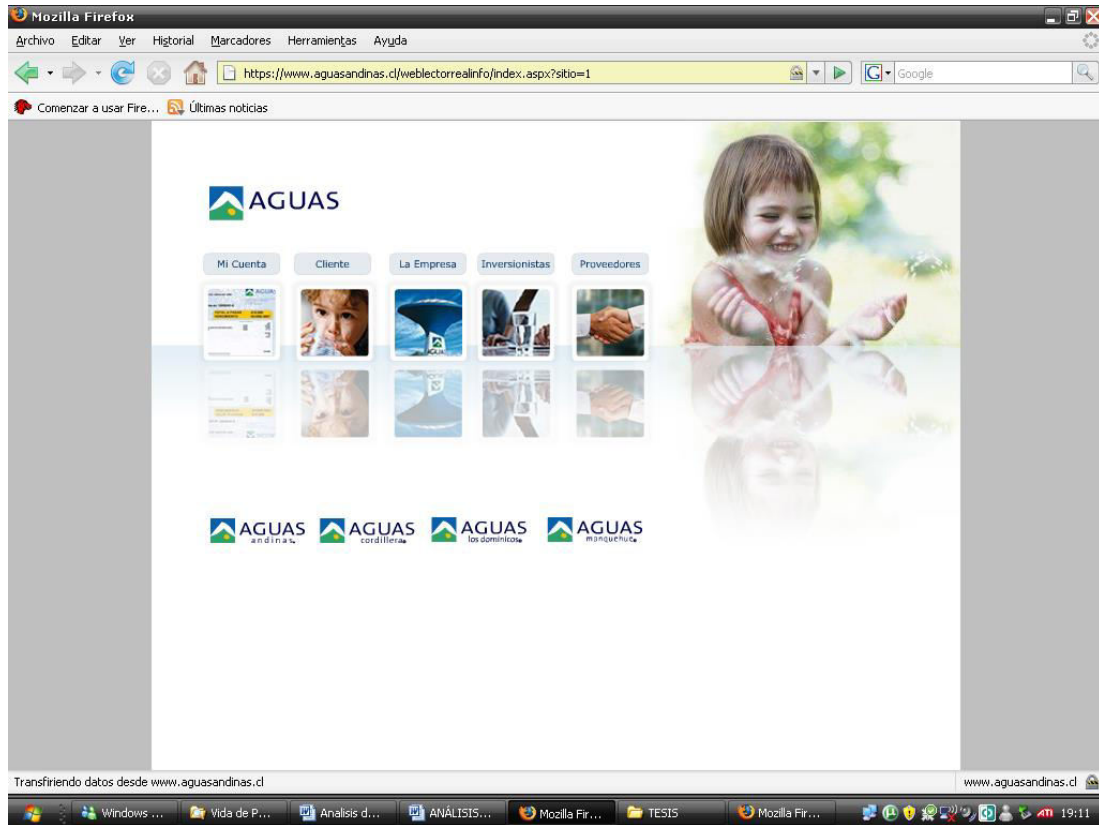 Mozilla Firefox
Archivo Editar Ver Historial Marcadores Herramientas Ayuda
https://www.aguasandinas.cl/weblectorrealinfo/index.aspx?sitio=1
G Google
Comenzar a usar Fire... Últimas noticias
AGUAS
Mi Cuenta Cliente La Empresa Inversionistas Proveedores
AGUAS andinas
AGUAS cordillera
AGUAS los dominicos
AGUAS manquehue
Transfiriendo datos desde www.aguasandinas.cl
www.aguasandinas.cl
Windows ... Vida de P... Analisis d... ANÁLISIS... Mozilla Fir... TESIS Mozilla Fir... ATI 19:11